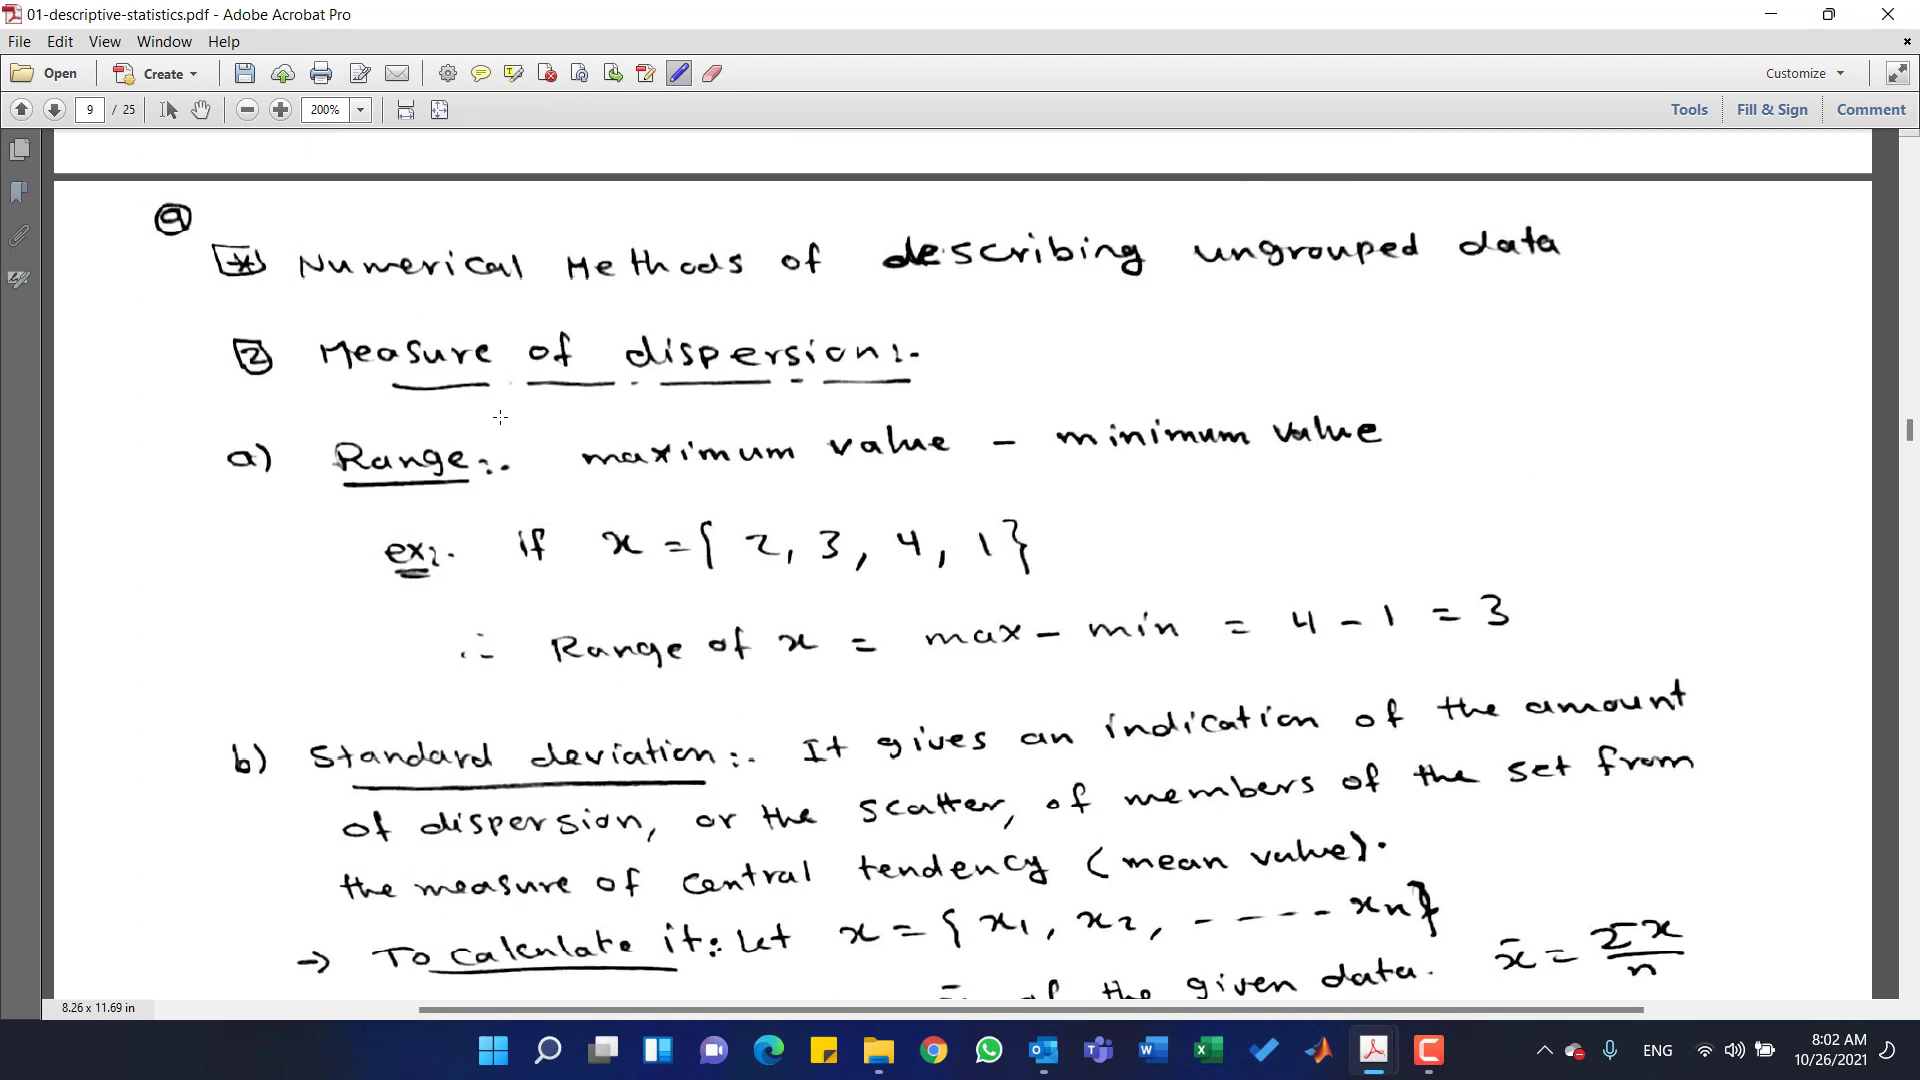 01-descriptive-statistics.pdf - Adobe Acrobat Pro
File Edit View Window Help
Open Create Customize
9 / 25 200% Tools Fill & Sign Comment
9
* Numerical Methods of describing ungrouped data
2 Measure of dispersion:.
a) Range:. maximum value - minimum value
ex:. if x = { 2, 3, 4, 1 }
∴ Range of x = max - min = 4 - 1 = 3
b) Standard deviation:. It gives an indication of the amount
of dispersion, or the scatter, of members of the set from
the measure of central tendency (mean value).
→ To calculate it: Let x = { x1, x2, ----- xn }
of the given data. x̄ = Σx / n
8.26 x 11.69 in
ENG 8:02 AM
10/26/2021